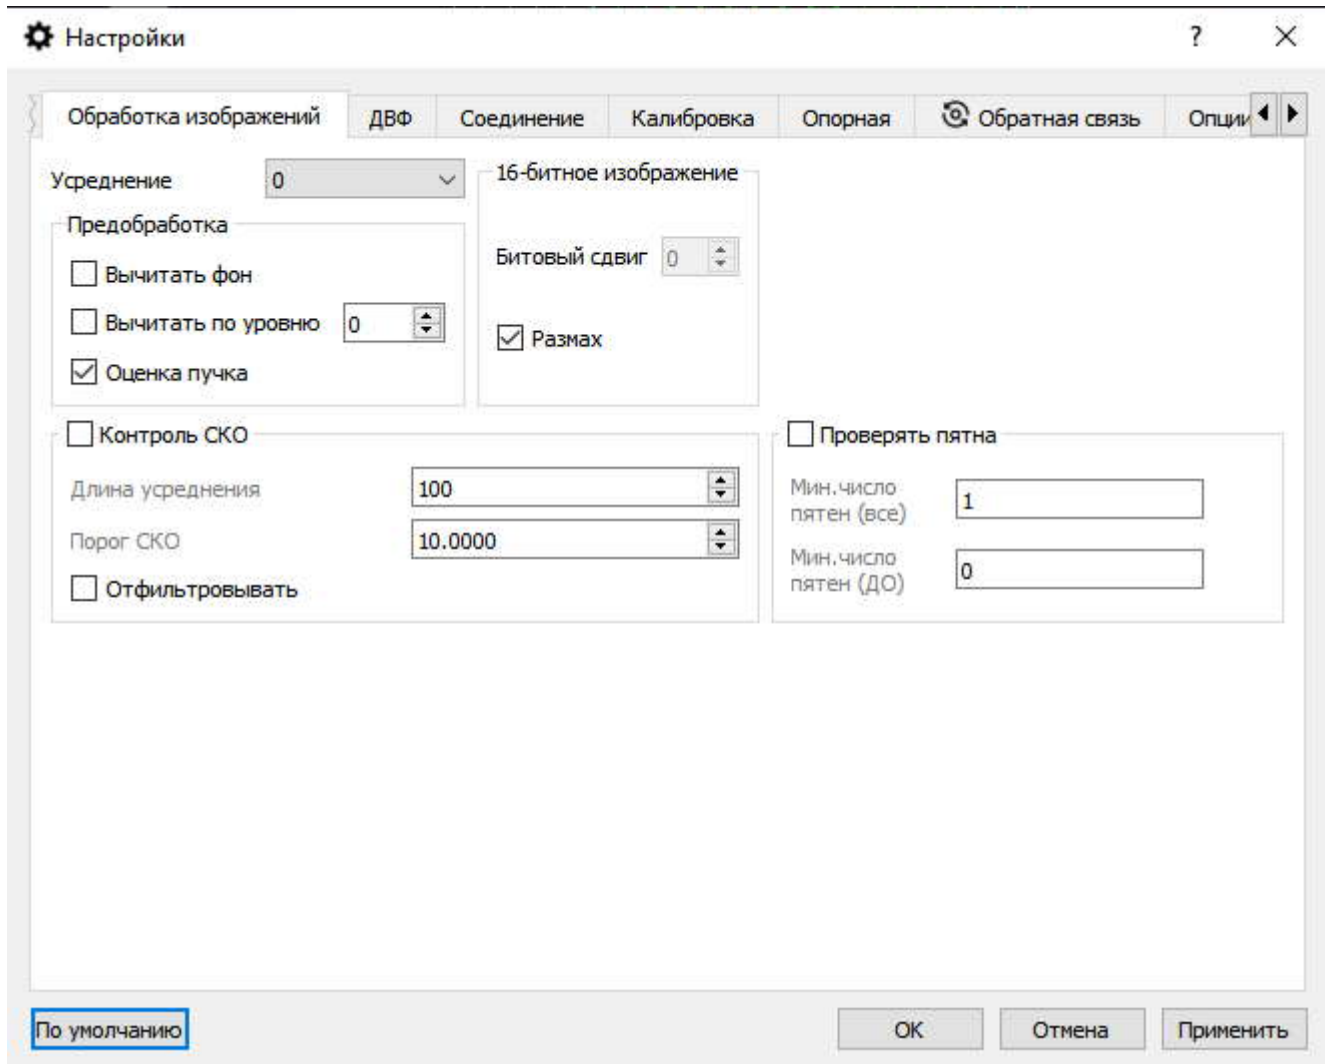 Настройки
?
Обработка изображений
ДВФ
Соединение
Калибровка
Опорная
Обратная связь
Опции
Усреднение
0
Предобработка
Вычитать фон
Вычитать по уровню
0
Оценка пучка
16-битное изображение
Битовый сдвиг
0
Размах
Контроль СКО
Длина усреднения
100
Порог СКО
10.0000
Отфильтровывать
Проверять пятна
Мин.число
пятен (все)
1
Мин.число
пятен (ДО)
0
По умолчанию
OK
Отмена
Применить